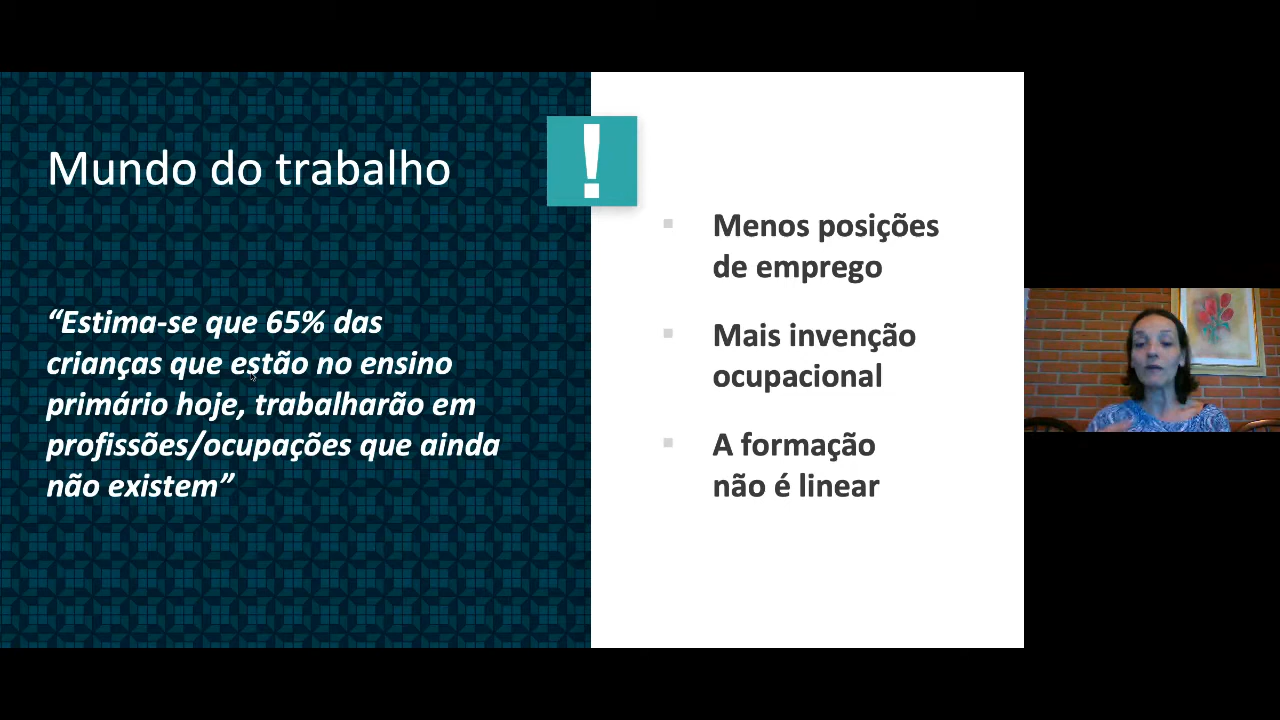 Mundo do trabalho
“Estima-se que 65% das
crianças que estão no ensino
primário hoje, trabalharão em
profissões/ocupações que ainda
não existem”
!
Menos posições
de emprego
Mais invenção
ocupacional
A formação
não é linear